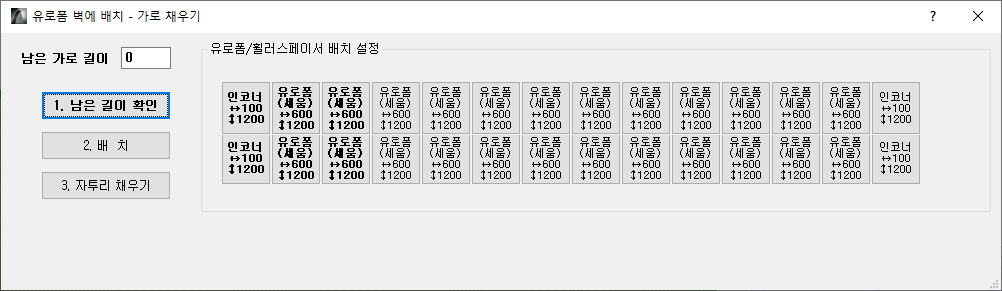 유로폼 벽에 배치 - 가로 채우기
?
남은 가로 길이 0
1. 남은 길이 확인
2. 배 치
3. 자투리 채우기
유로폼/휠러스페이서 배치 설정
인코너
↔100
↕1200
유로폼
(세움)
↔600
↕1200
유로폼
(세움)
↔600
↕1200
유로폼
(세움)
↔600
↕1200
유로폼
(세움)
↔600
↕1200
유로폼
(세움)
↔600
↕1200
유로폼
(세움)
↔600
↕1200
유로폼
(세움)
↔600
↕1200
유로폼
(세움)
↔600
↕1200
유로폼
(세움)
↔600
↕1200
유로폼
(세움)
↔600
↕1200
유로폼
(세움)
↔600
↕1200
유로폼
(세움)
↔600
↕1200
인코너
↔100
↕1200
인코너
↔100
↕1200
유로폼
(세움)
↔600
↕1200
유로폼
(세움)
↔600
↕1200
유로폼
(세움)
↔600
↕1200
유로폼
(세움)
↔600
↕1200
유로폼
(세움)
↔600
↕1200
유로폼
(세움)
↔600
↕1200
유로폼
(세움)
↔600
↕1200
유로폼
(세움)
↔600
↕1200
유로폼
(세움)
↔600
↕1200
유로폼
(세움)
↔600
↕1200
유로폼
(세움)
↔600
↕1200
유로폼
(세움)
↔600
↕1200
인코너
↔100
↕1200